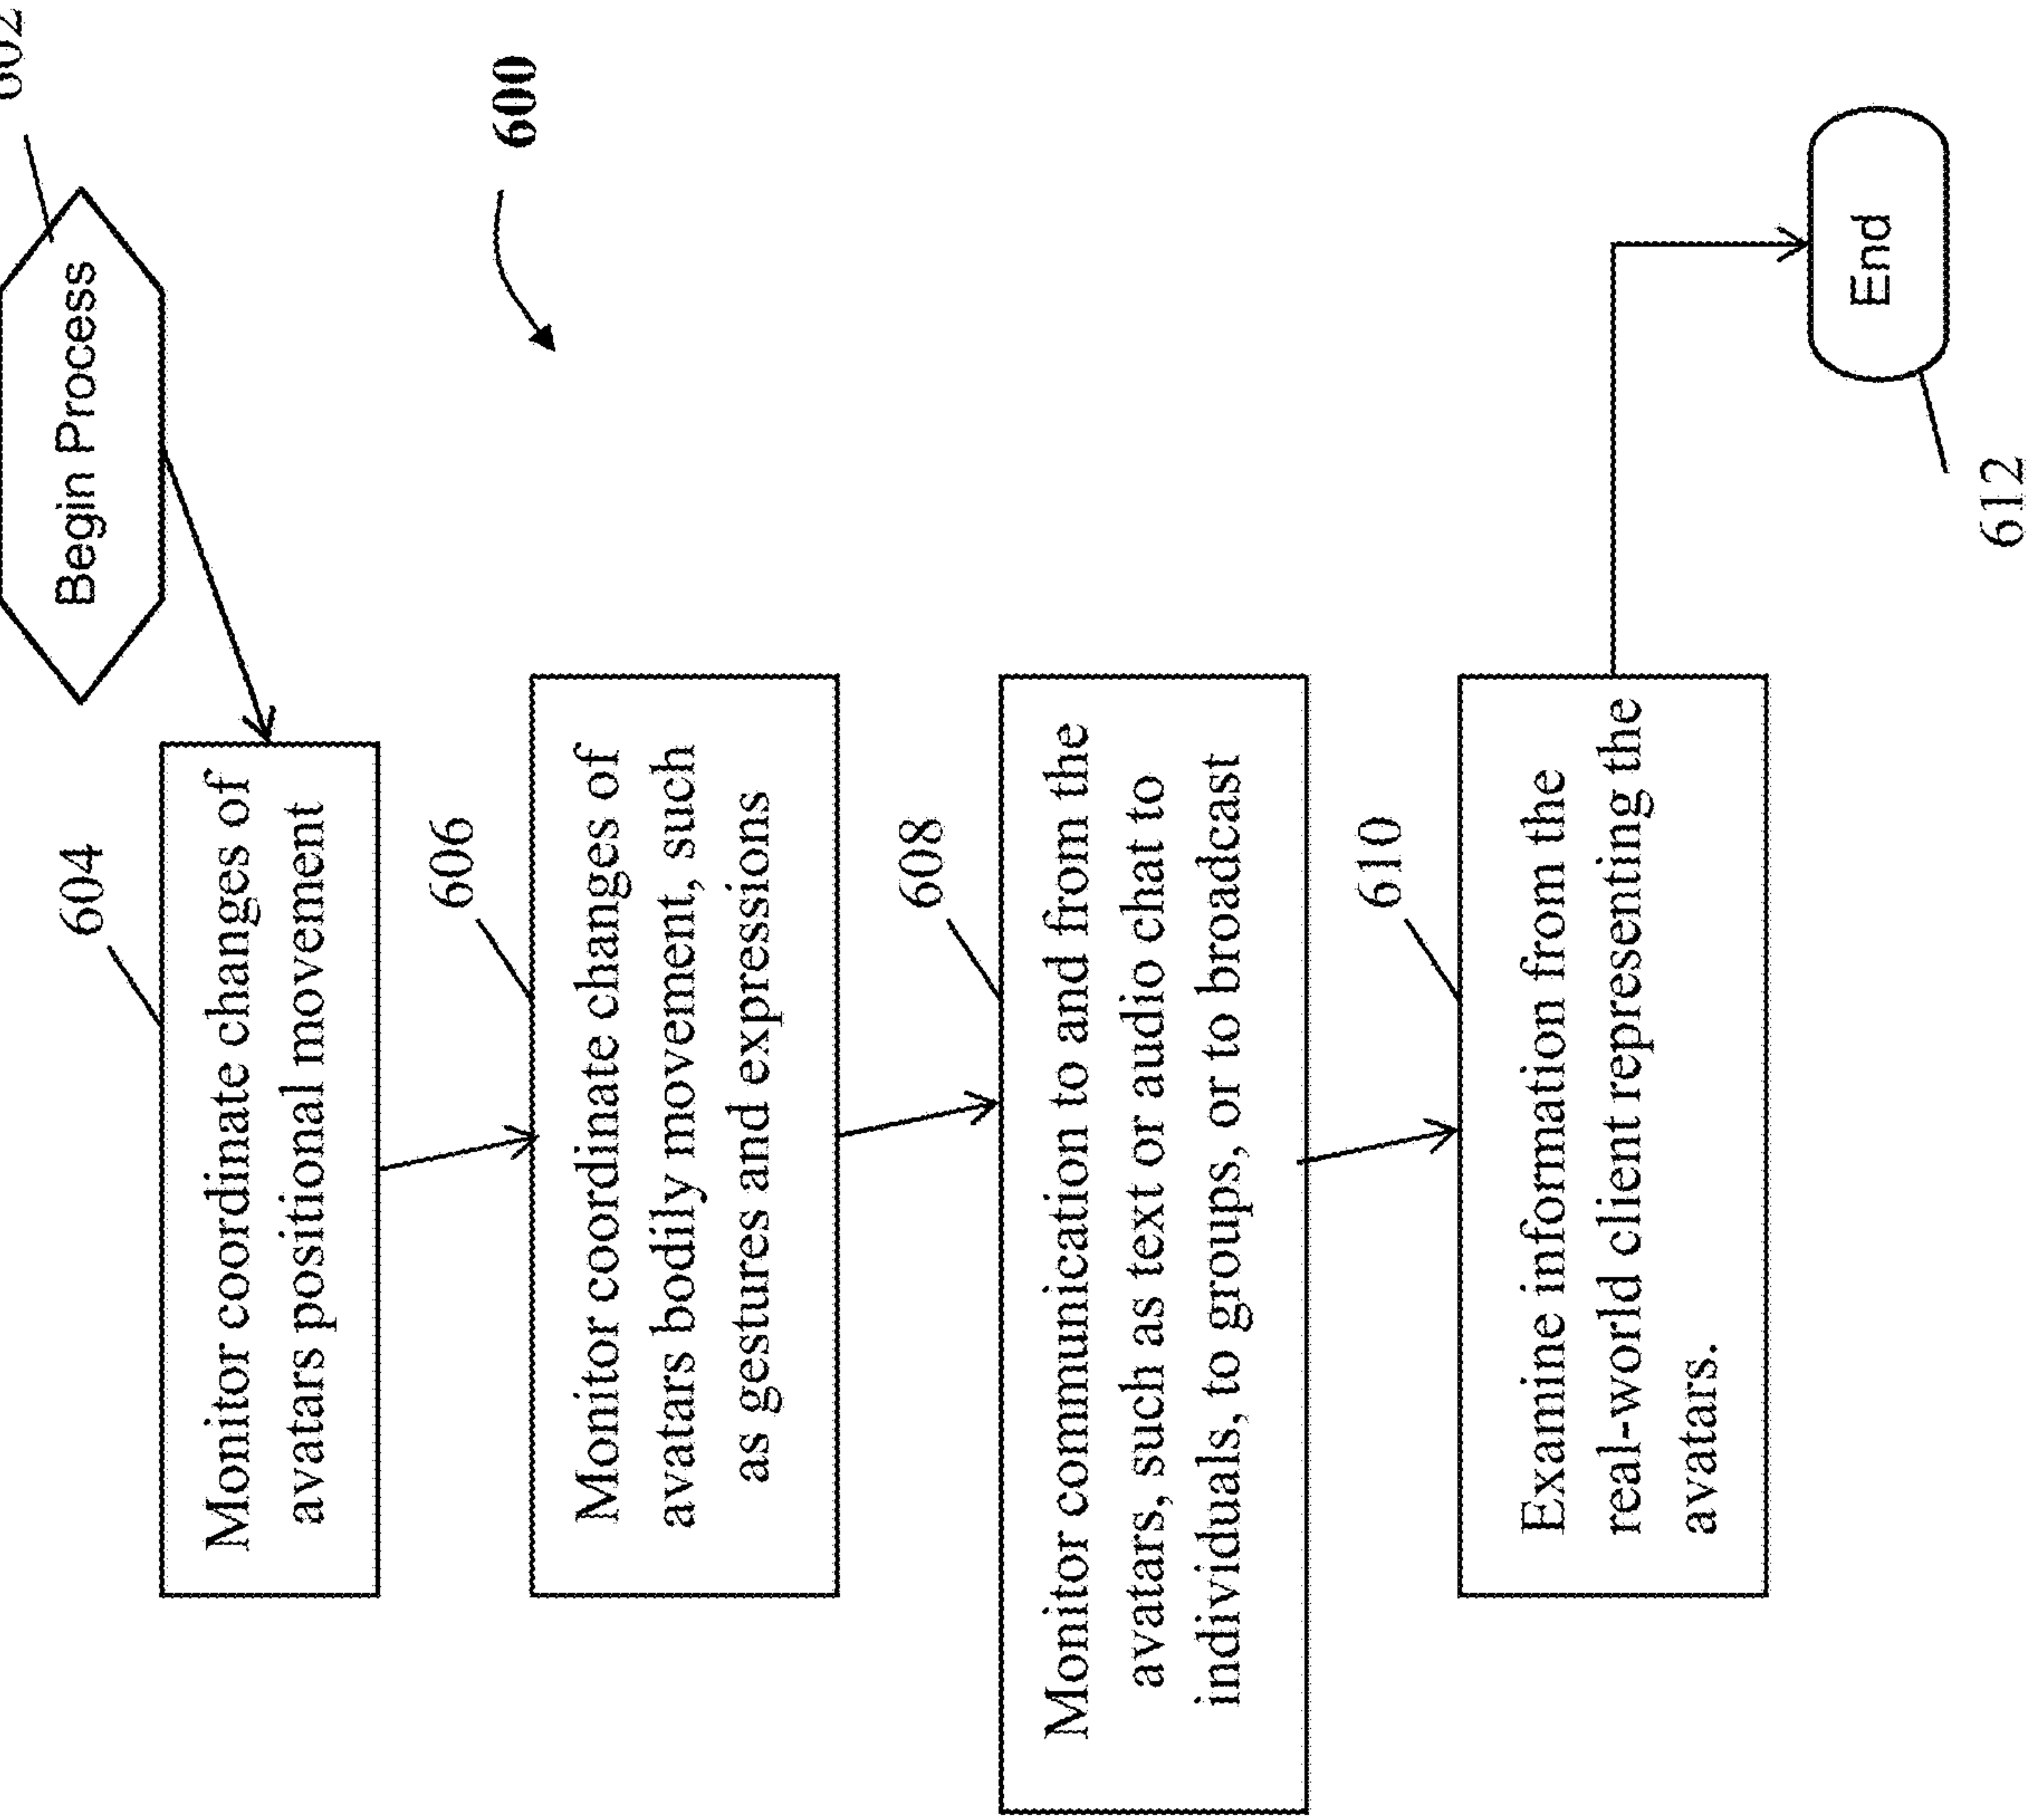 Begin Process
600
604
Monitor coordinate changes of
avatars positional movement
606
Monitor coordinate changes of
avatars bodily movement, such
as gestures and expressions
608
Monitor communication to and from the
avatars, such as text or audio chat to
individuals, to groups, or to broadcast
610
Examine information from the
real-world client representing the
avatars.
End
612